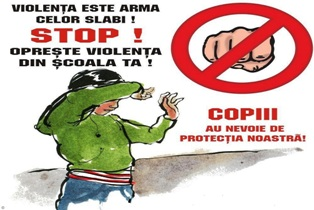 VIOLENȚA ESTE ARMA
CELOR SLABI !
STOP !
OPREȘTE VIOLENȚA
DIN ȘCOALA TA !
COPIII
AU NEVOIE DE
PROTECȚIA NOASTRĂ!